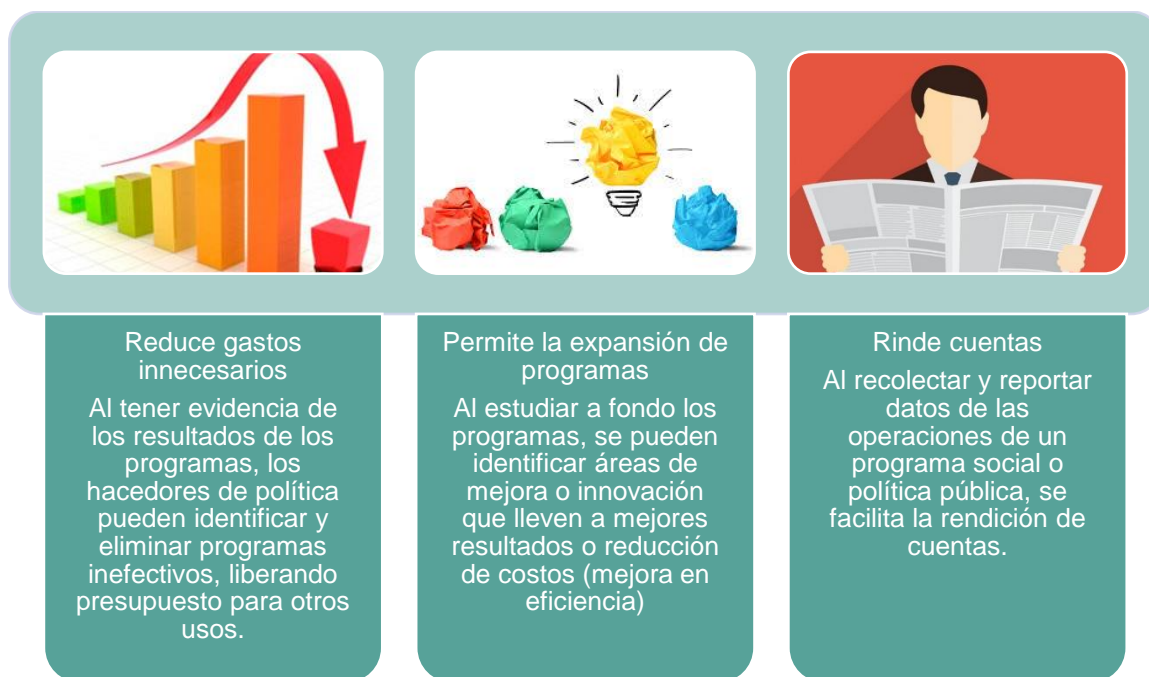 Reduce gastos
innecesarios
Al tener evidencia de
los resultados de los
programas, los
hacedores de política
pueden identificar y
eliminar programas
inefectivos, liberando
presupuesto para otros
usos.
Permite la expansión de
programas
Al estudiar a fondo los
programas, se pueden
identificar áreas de
mejora o innovación
que lleven a mejores
resultados o reducción
de costos (mejora en
eficiencia)
Rinde cuentas
Al recolectar y reportar
datos de las
operaciones de un
programa social o
política pública, se
facilita la rendición de
cuentas.